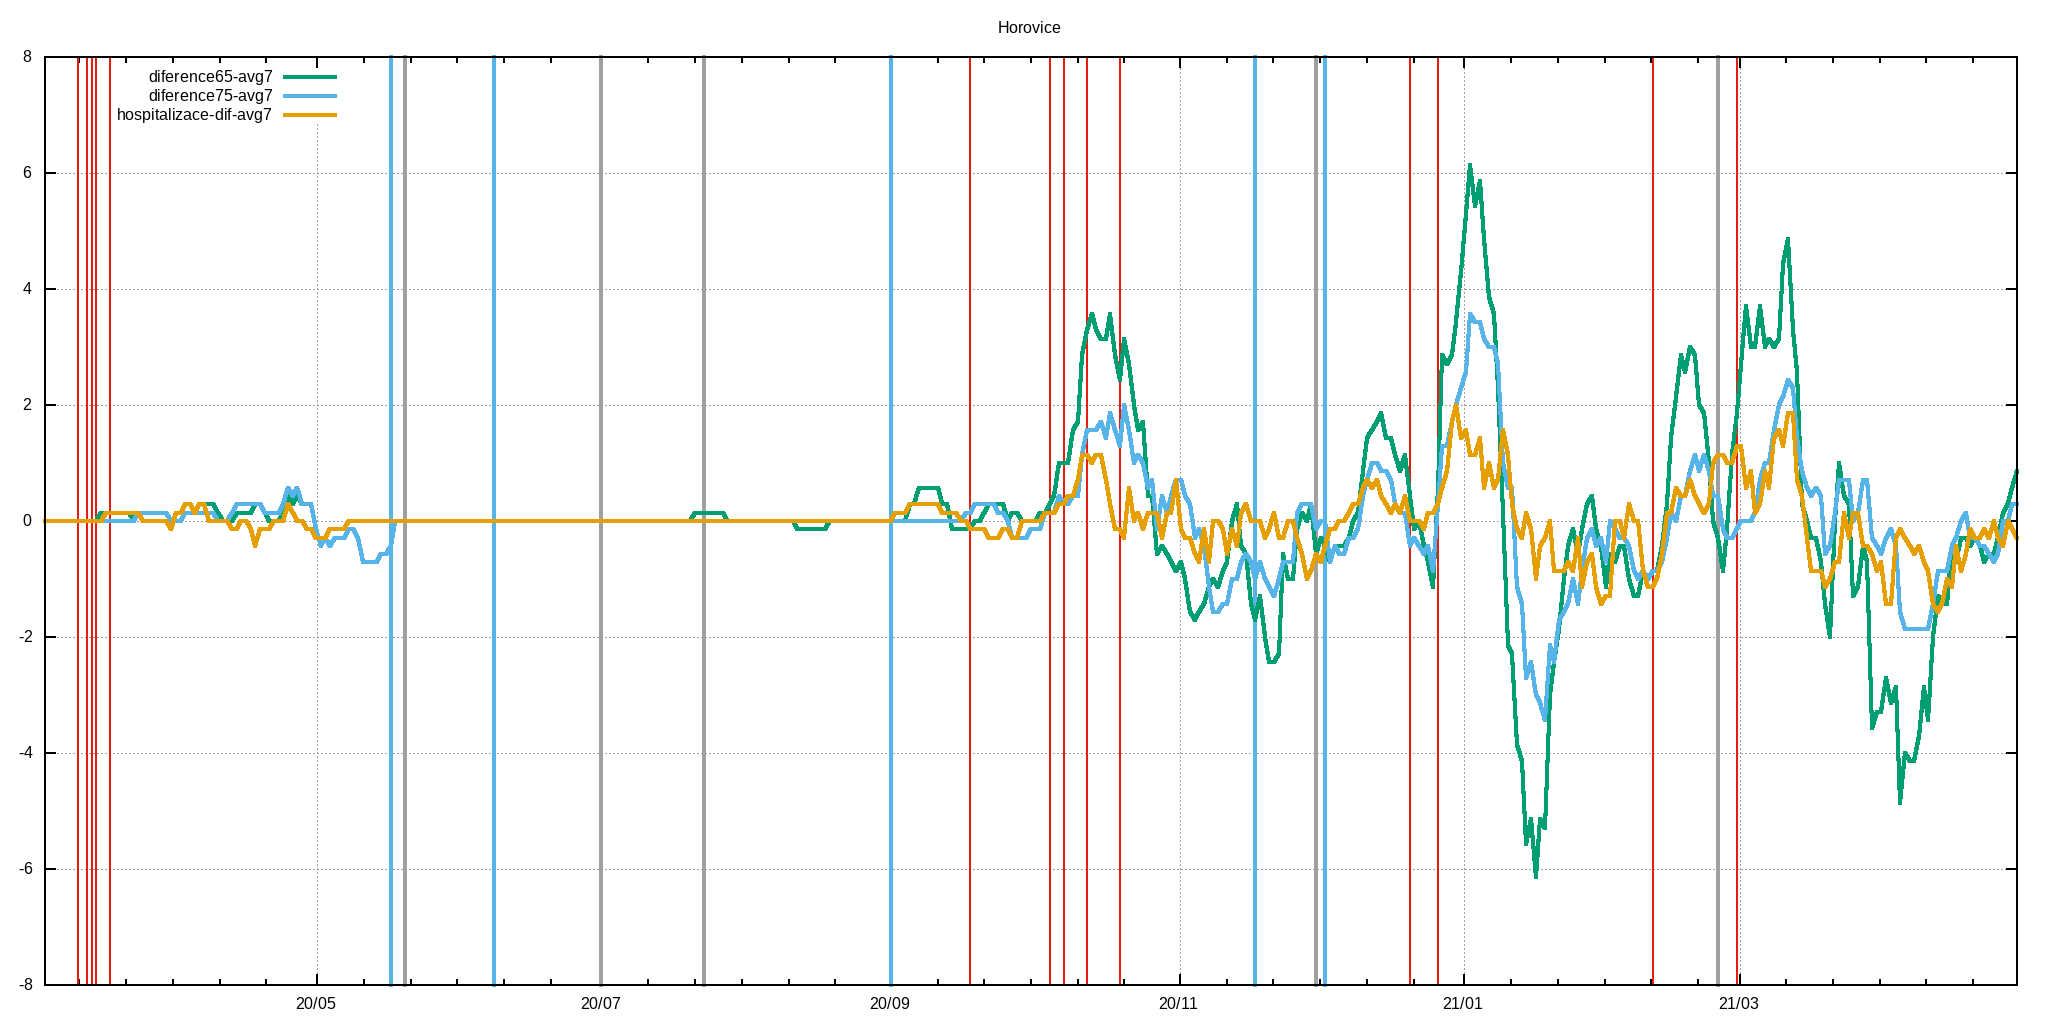 Horovice
8
diference65-avg7
diference75-avg7
hospitalizace-dif-avg7
6
4
2
0
-2
-4
-6
-8
20/05 20/07 20/09 20/11 21/01 21/03